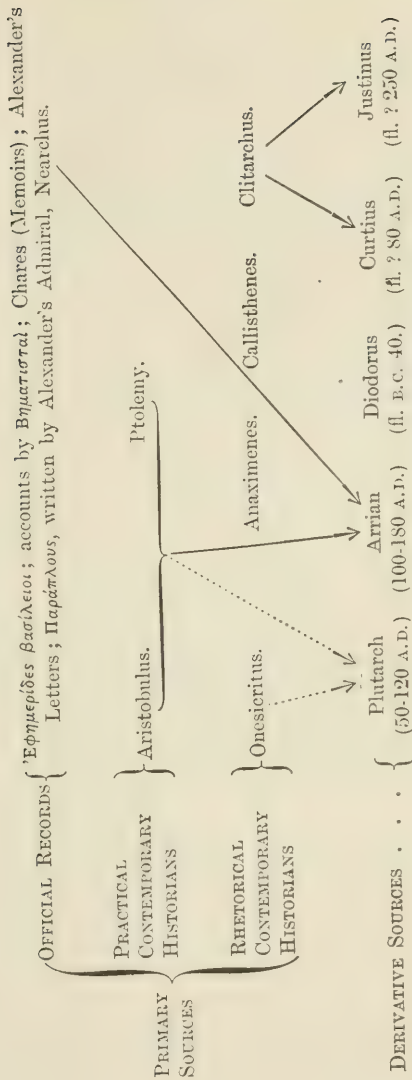 PRIMARY
SOURCES
OFFICIAL RECORDS
Ἐφημερίδες βασίλειοι; accounts by Βηματισταί; Chares (Memoirs); Alexander's
Letters; Παράπλους, written by Alexander's Admiral, Nearchus.
PRACTICAL
CONTEMPORARY
HISTORIANS
Aristobulus. Ptolemy.
RHETORICAL
CONTEMPORARY
HISTORIANS
Onesicritus. Anaximenes. Callisthenes. Clitarchus.
DERIVATIVE SOURCES . . .
Plutarch Arrian Diodorus Curtius Justinus
(50-120 A.D.) (100-180 A.D.) (fl. B.C. 40.) (fl. ? 80 A.D.) (fl. ? 250 A.D.)